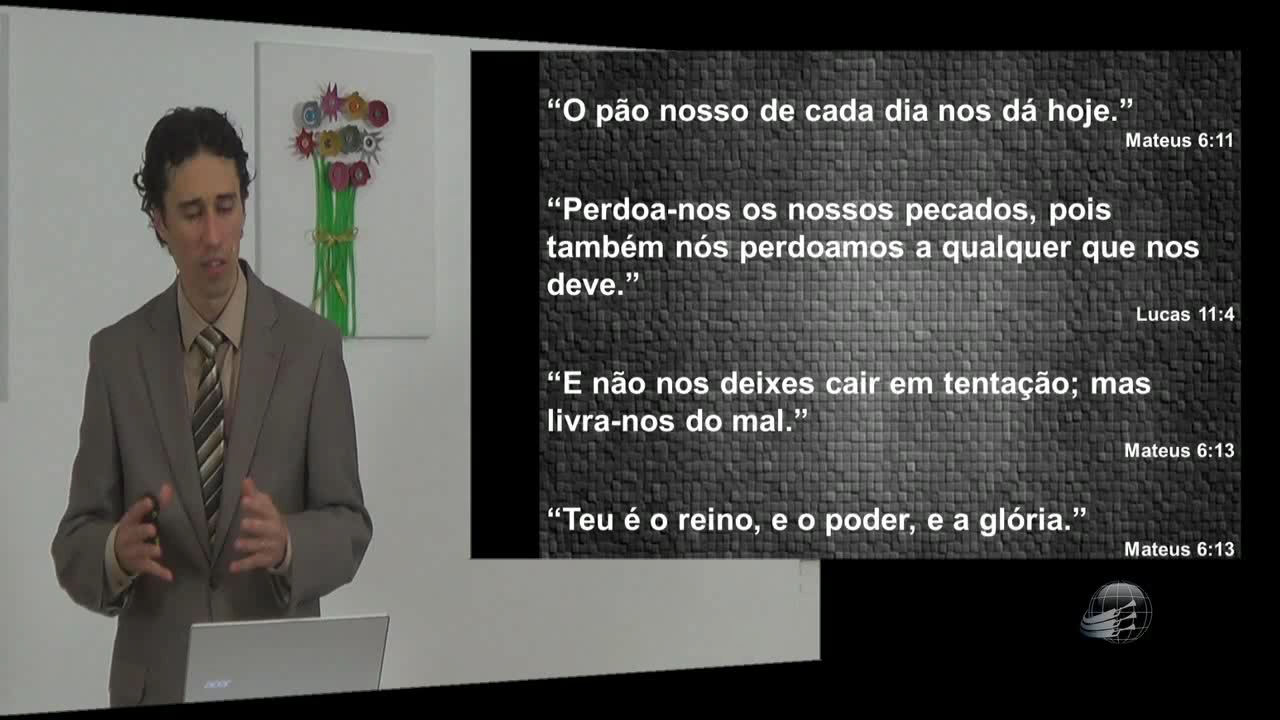 “O pão nosso de cada dia nos dá hoje.”
Mateus 6:11
“Perdoa-nos os nossos pecados, pois
também nós perdoamos a qualquer que nos
deve.”
Lucas 11:4
“E não nos deixes cair em tentação; mas
livra-nos do mal.”
Mateus 6:13
“Teu é o reino, e o poder, e a glória.”
Mateus 6:13
acer